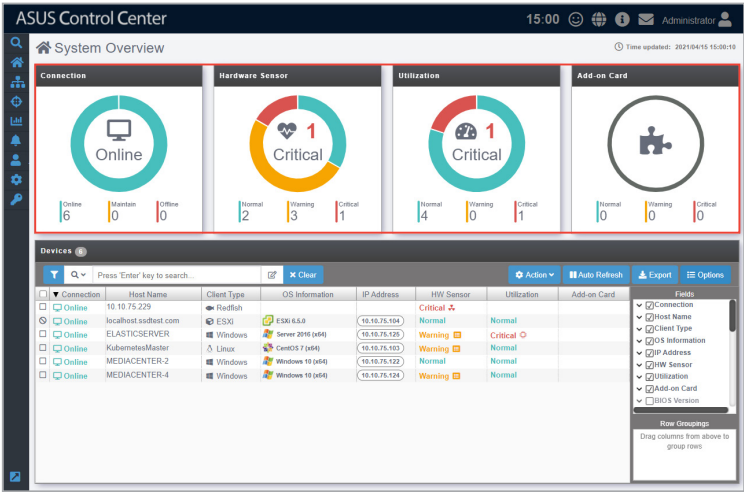 ASUS Control Center
15:00
Administrator
System Overview
Time updated: 2021/04/15 15:00:10
Connection
Hardware Sensor
Utilization
Add-on Card
Online
1
Critical
1
Critical
Online
6
Maintain
0
Offline
0
Normal
2
Warning
3
Critical
1
Normal
4
Warning
0
Critical
1
Normal
0
Warning
0
Critical
0
Devices 6
Press 'Enter' key to search...
Clear
Action
Auto Refresh
Export
Options
Connection Host Name Client Type OS Information IP Address HW Sensor Utilization Add-on Card
Online 10.10.75.229 Redfish Critical
Online localhost.ssdtest.com ESXi ESXi 6.5.0 10.10.75.104 Normal Normal
Online ELASTICSERVER Windows Server 2016 (x64) 10.10.75.125 Warning Critical
Online KubernetesMaster Linux CentOS 7 (x64) 10.10.75.103 Warning Normal
Online MEDIACENTER-2 Windows Windows 10 (x64) 10.10.75.122 Normal Normal
Online MEDIACENTER-4 Windows Windows 10 (x64) 10.10.75.124 Warning Normal
Fields
Connection
Host Name
Client Type
OS Information
IP Address
HW Sensor
Utilization
Add-on Card
BIOS Version
Row Groupings
Drag columns from above to
group rows